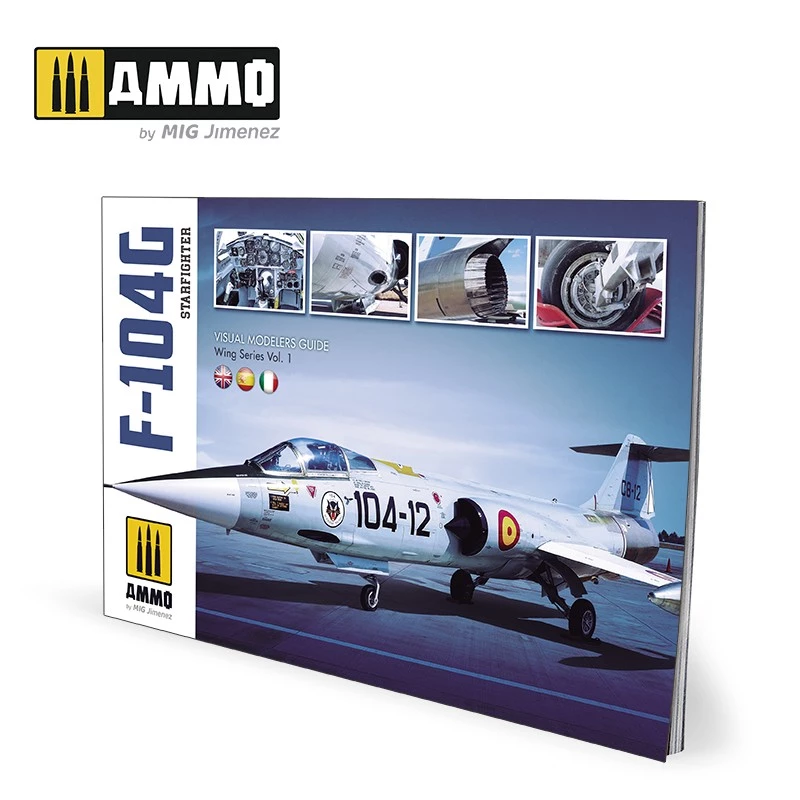 AMMO
by MIG Jimenez
F-104G
STARFIGHTER
VISUAL MODELERS GUIDE
Wing Series Vol. 1
104-12
08-12
AMMO
by MIG Jimenez